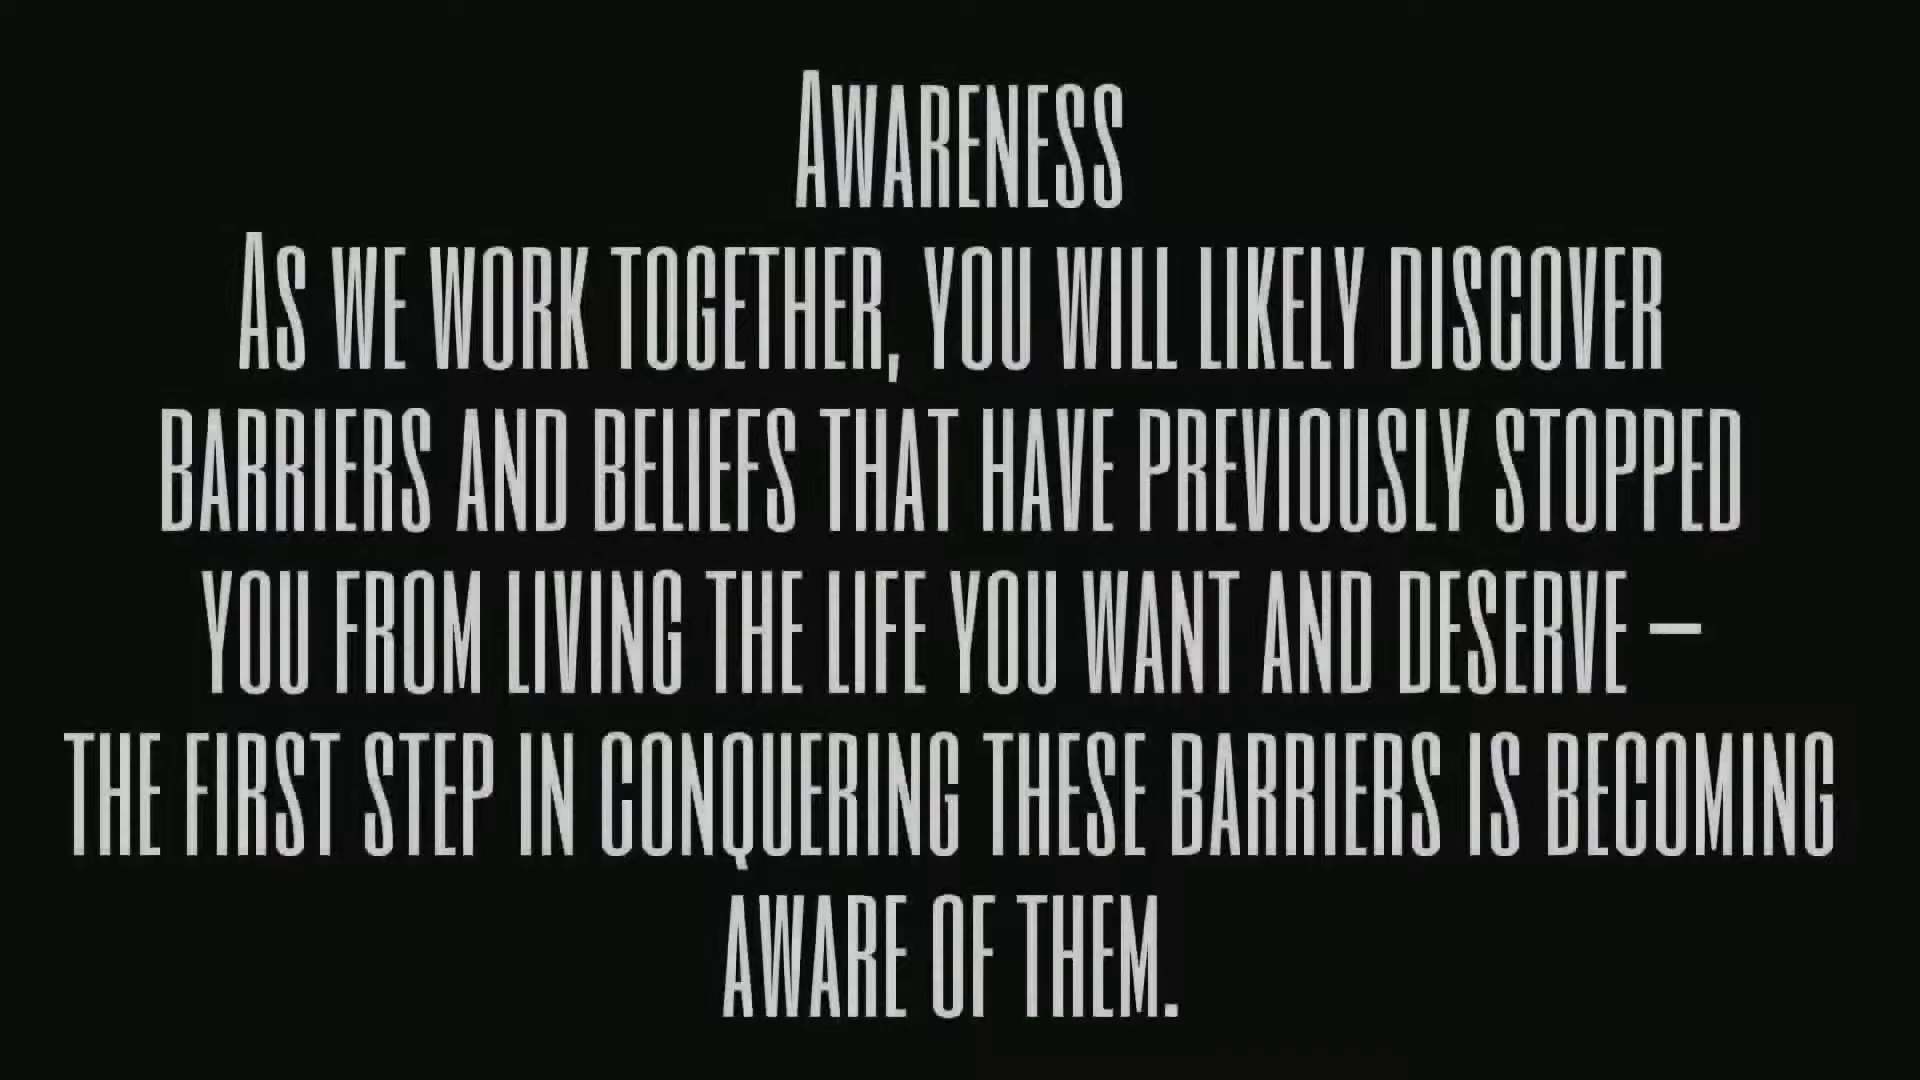 Awareness
As we work together, you will likely discover
barriers and beliefs that have previously stopped
you from living the life you want and deserve –
the first step in conquering these barriers is becoming
aware of them.